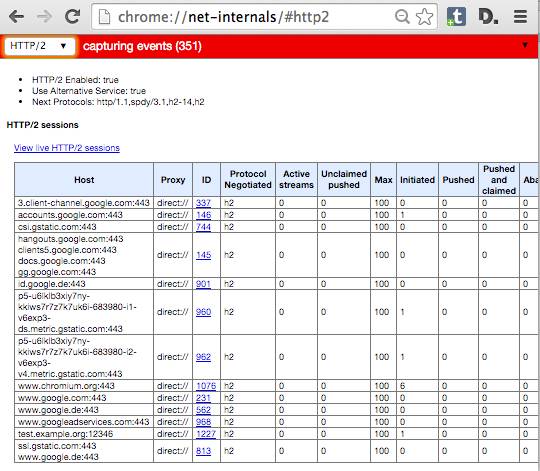 chrome://net-internals/#http2
HTTP/2 ▼ capturing events (351) ▼
HTTP/2 Enabled: true
Use Alternative Service: true
Next Protocols: http/1.1,spdy/3.1,h2-14,h2
HTTP/2 sessions
View live HTTP/2 sessions
Host Proxy ID Protocol Negotiated Active streams Unclaimed pushed Max Initiated Pushed Pushed and claimed Aba
3.client-channel.google.com:443 direct:// 337 h2 0 0 100 0 0 0 0
accounts.google.com:443 direct:// 146 h2 0 0 100 1 0 0 0
csi.gstatic.com:443 direct:// 744 h2 0 0 100 0 0 0 0
hangouts.google.com:443
clients5.google.com:443
docs.google.com:443
gg.google.com:443 direct:// 145 h2 0 0 100 0 0 0 0
id.google.de:443 direct:// 901 h2 0 0 100 0 0 0 0
p5-u6lklb3xiy7ny-
kkiws7r7z7k7uk6i-683980-i1-
v6exp3-
ds.metric.gstatic.com:443 direct:// 960 h2 0 0 100 1 0 0 0
p5-u6lklb3xiy7ny-
kkiws7r7z7k7uk6i-683980-i2-
v6exp3-
v4.metric.gstatic.com:443 direct:// 962 h2 0 0 100 1 0 0 0
www.chromium.org:443 direct:// 1076 h2 0 0 100 6 0 0 0
www.google.com:443 direct:// 231 h2 0 0 100 0 0 0 0
www.google.de:443 direct:// 562 h2 0 0 100 0 0 0 0
www.googleadservices.com:443 direct:// 968 h2 0 0 100 0 0 0 0
test.example.org:12346 direct:// 1227 h2 0 0 100 1 0 0 0
ssl.gstatic.com:443
www.google.de:443 direct:// 813 h2 0 0 100 0 0 0 0